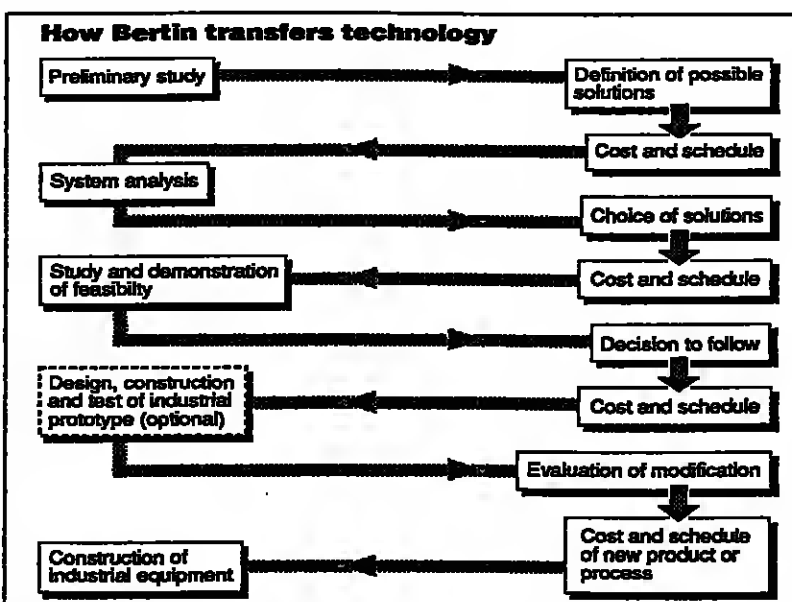 How Bertin transfers technology
Preliminary study
Definition of possible
solutions
Cost and schedule
System analysis
Choice of solutions
Cost and schedule
Study and demonstration
of feasibilty
Decision to follow
Cost and schedule
Design, construction
and test of industrial
prototype (optional)
Evaluation of modification
Cost and schedule
of new product or
process
Construction of
industrial equipment